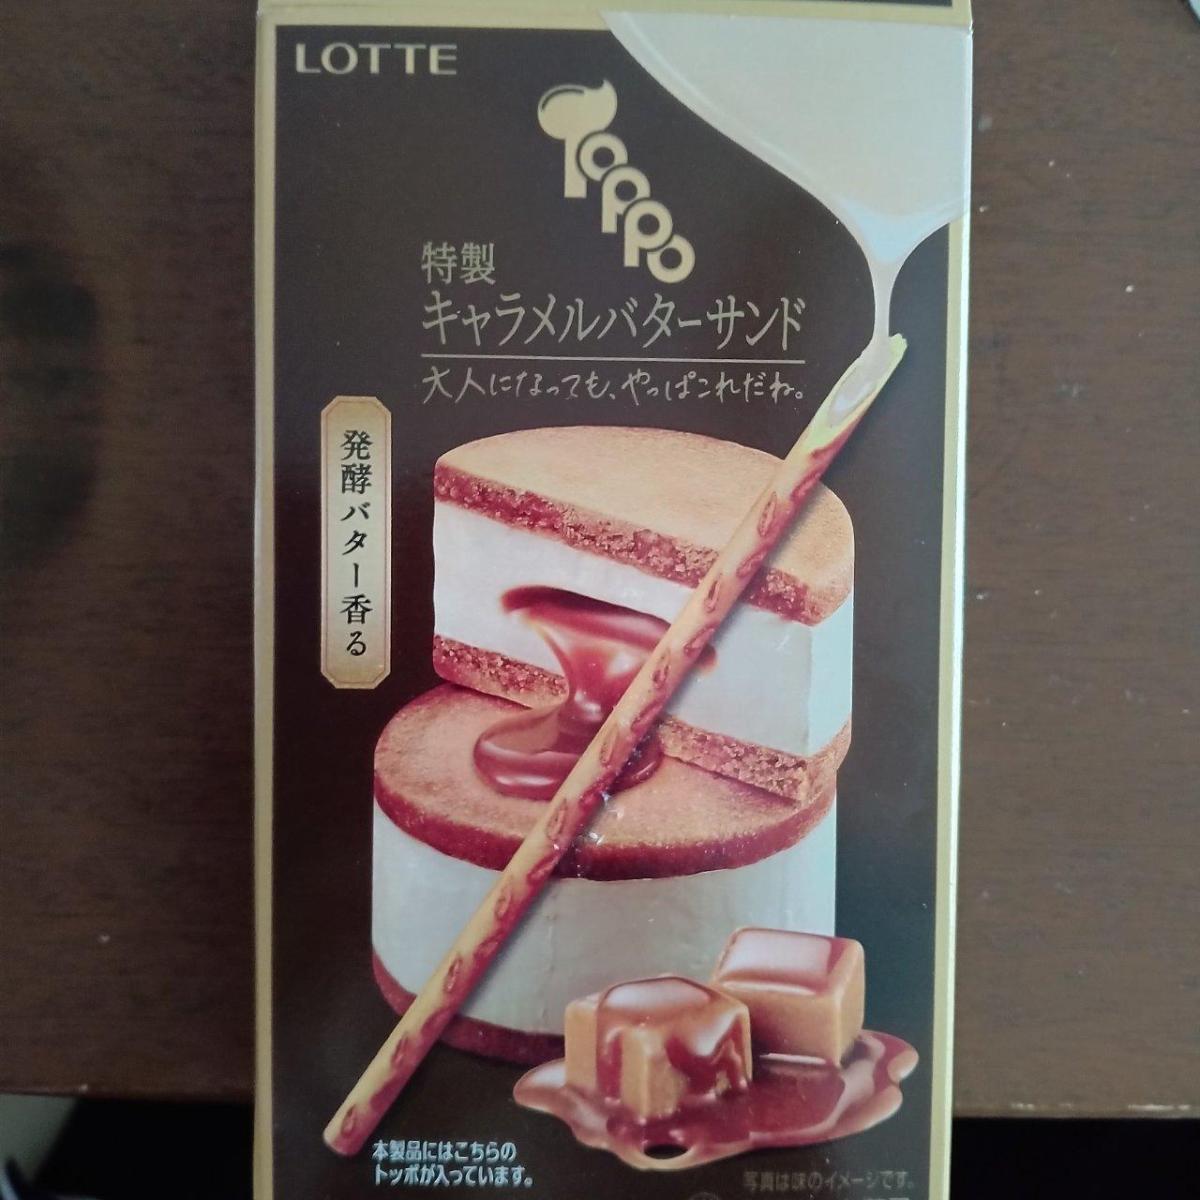 LOTTE
Toppo
特製
キャラメルバターサンド
大人になっても、やっぱこれだね。
発酵バター香る
本製品にはこちらの
トッポが入っています。
写真は味のイメージです。